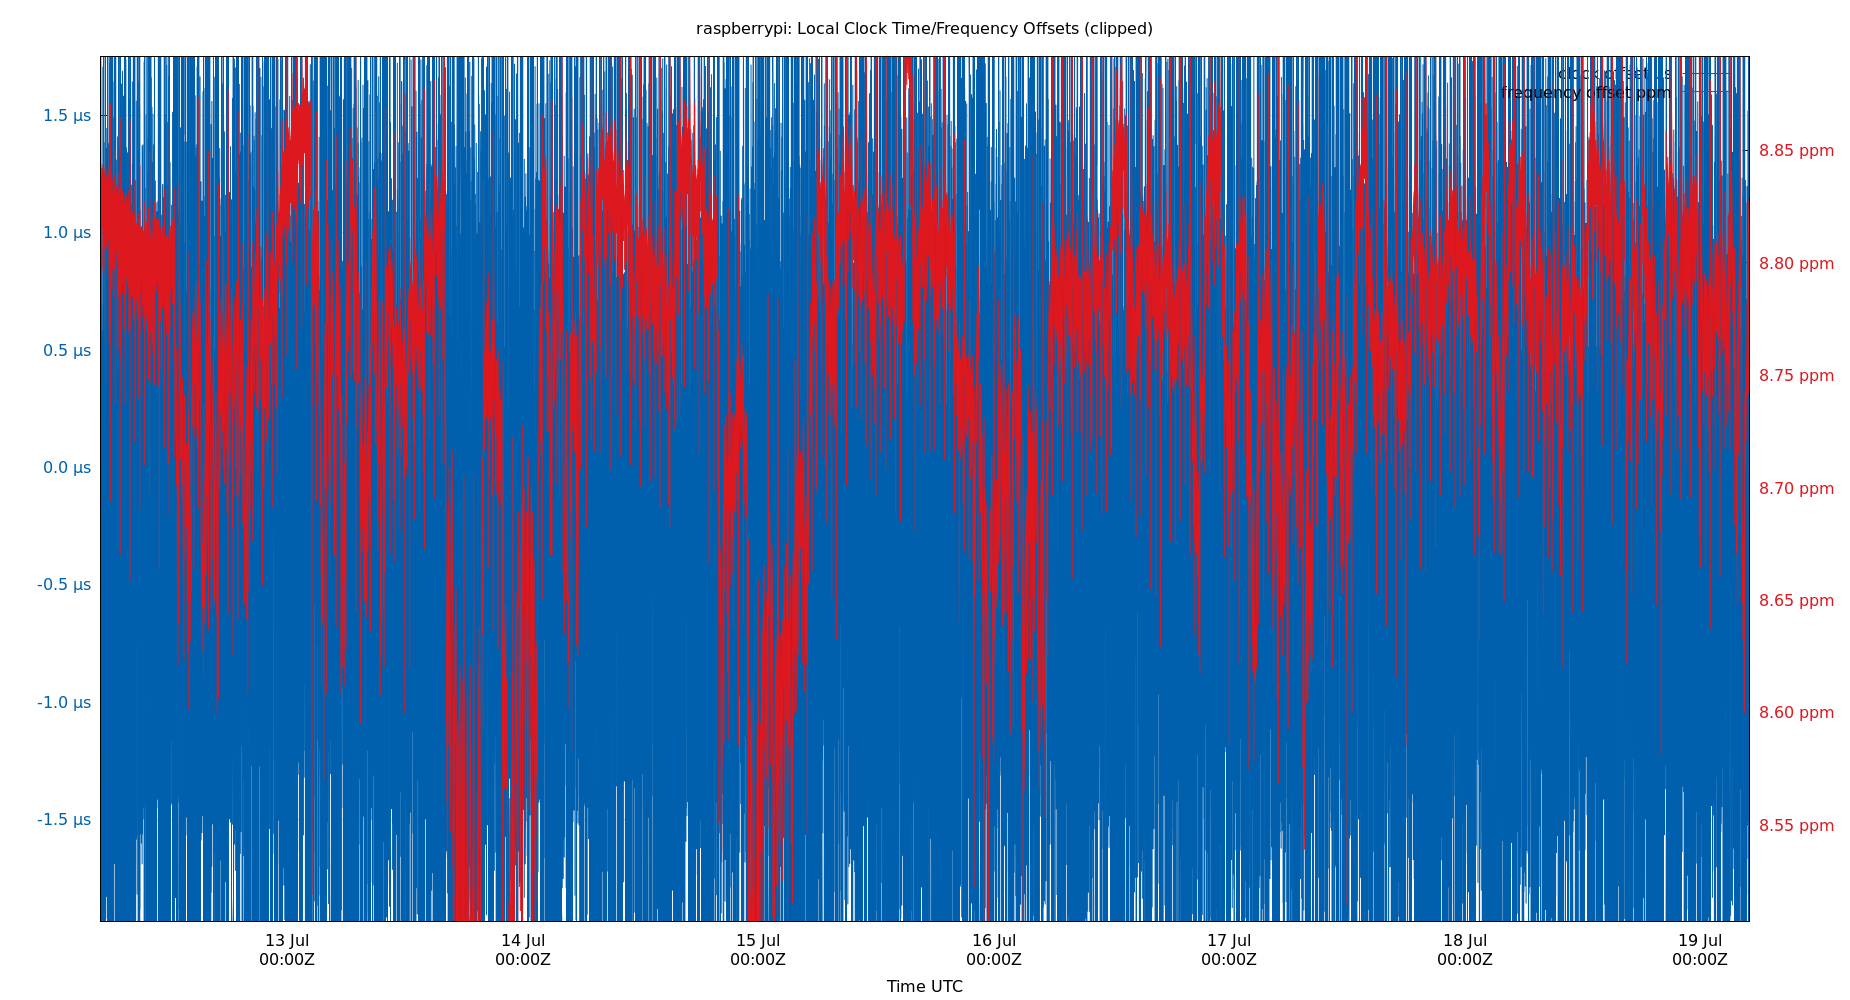 raspberrypi: Local Clock Time/Frequency Offsets (clipped)
clock offset
frequency offset ppm
1.5 µs
1.0 µs
0.5 µs
0.0 µs
-0.5 µs
-1.0 µs
-1.5 µs
8.85 ppm
8.80 ppm
8.75 ppm
8.70 ppm
8.65 ppm
8.60 ppm
8.55 ppm
13 Jul
00:00Z
14 Jul
00:00Z
15 Jul
00:00Z
16 Jul
00:00Z
17 Jul
00:00Z
18 Jul
00:00Z
19 Jul
00:00Z
Time UTC